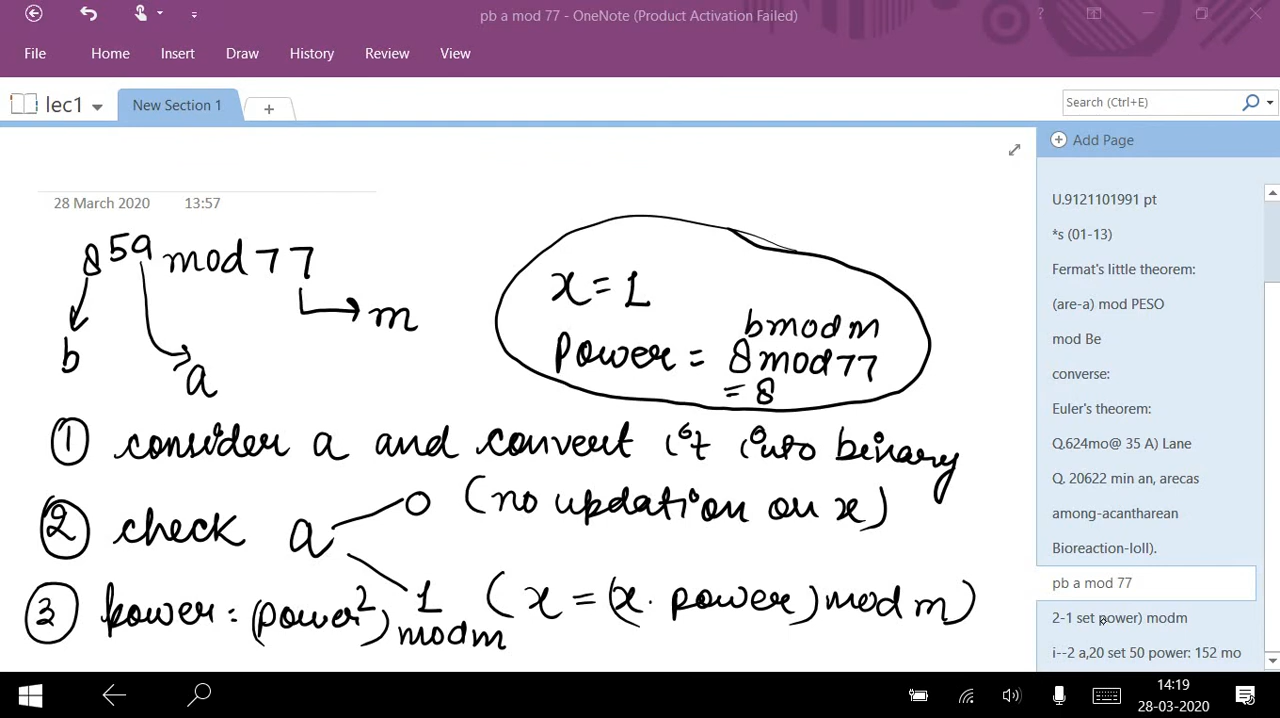 pb a mod 77 - OneNote (Product Activation Failed)
File Home Insert Draw History Review View
lec1 New Section 1 +
Search (Ctrl+E)
Add Page
28 March 2020 13:57
8^59 mod 77
m
b
a
x = 1
b mod m
Power = 8 mod 77
= 8
① consider a and convert it into binary
② check a 0 (no updation on x)
1 (x = (x. power) mod m)
③ power = (power²) mod m
U.9121101991 pt
*s (01-13)
Fermat's little theorem:
(are-a) mod PESO
mod Be
converse:
Euler's theorem:
Q.624mo@ 35 A) Lane
Q. 20622 min an, arecas
among-acantharean
Bioreaction-loll).
pb a mod 77
2-1 set power) modm
i--2 a,20 set 50 power: 152 mo
14:19
28-03-2020